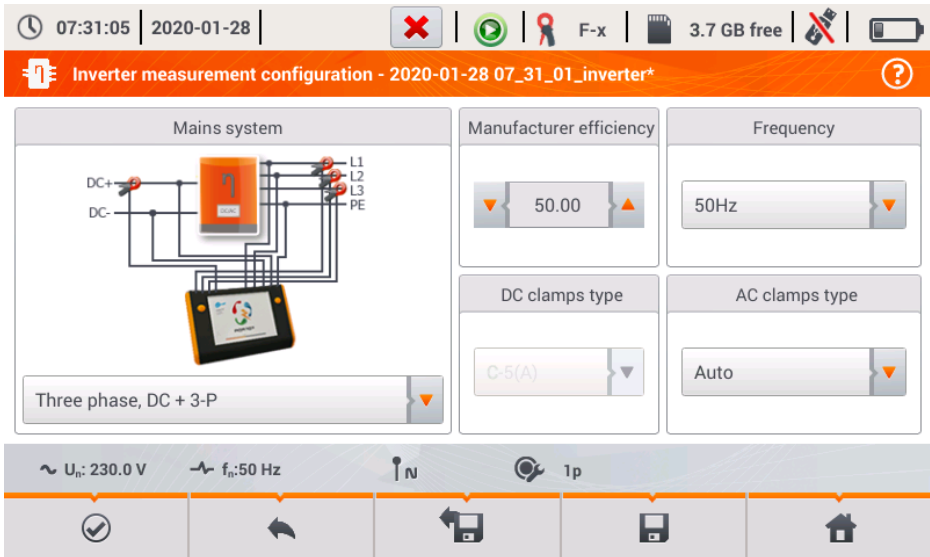 07:31:05 2020-01-28 F-x 3.7 GB free
Inverter measurement configuration - 2020-01-28 07_31_01_inverter* ?
Mains system
Manufacturer efficiency
Frequency
DC+
DC-
L1
L2
L3
PE
DC/AC
50.00
50Hz
DC clamps type
AC clamps type
C-5(A)
Auto
Three phase, DC + 3-P
Un: 230.0 V fn:50 Hz N 1p